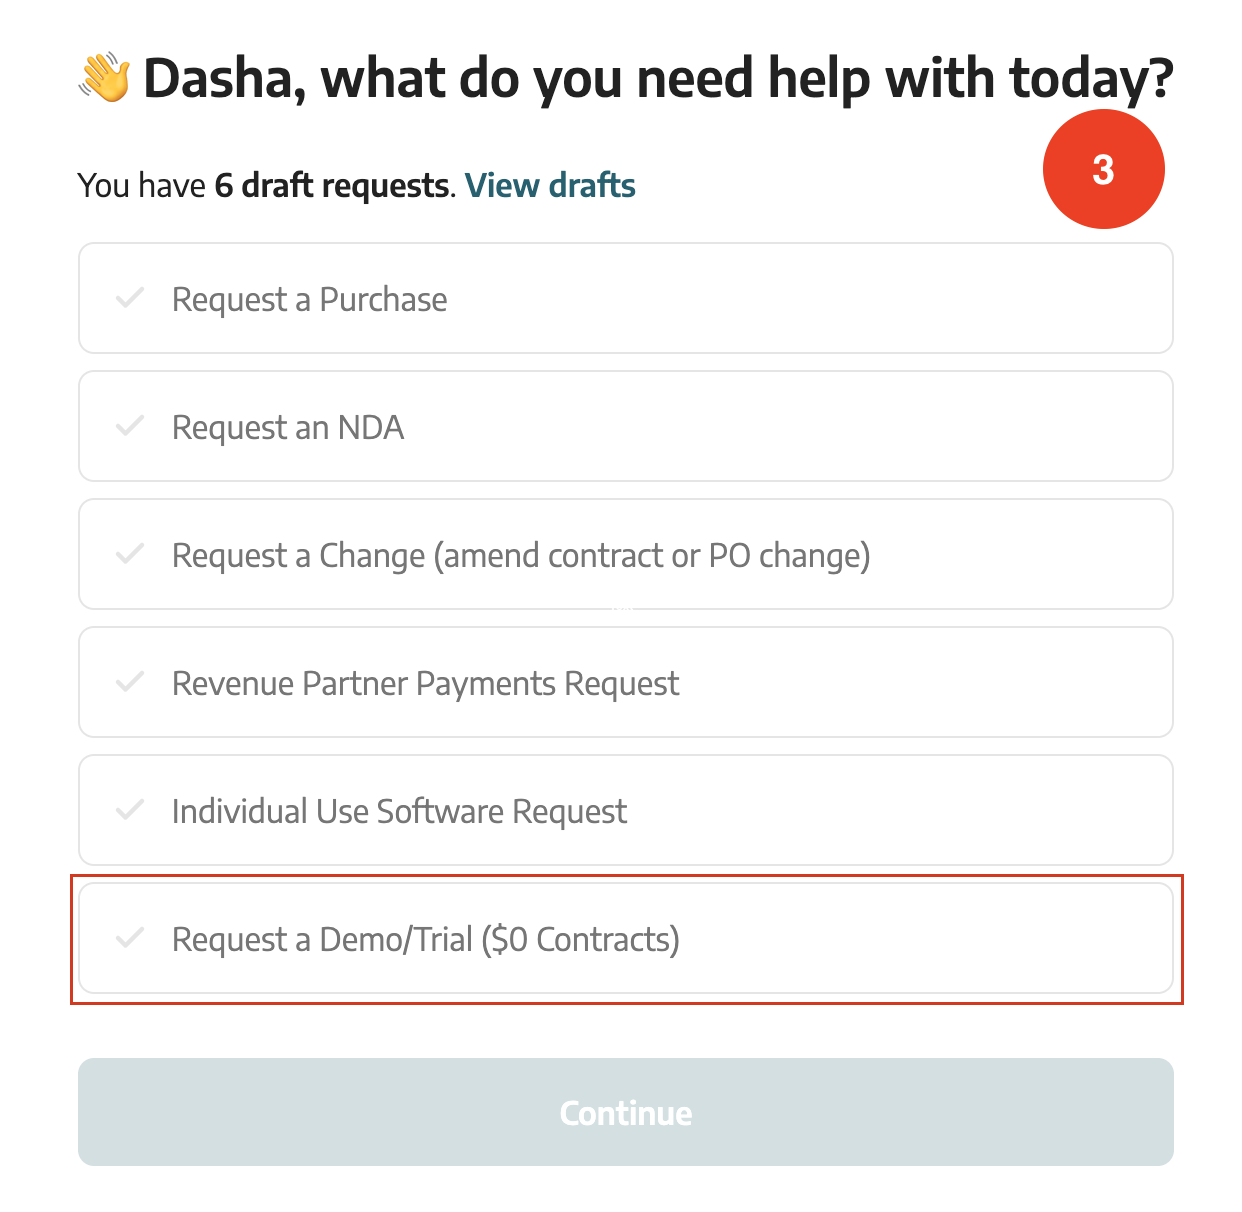 👋 Dasha, what do you need help with today?
3
You have 6 draft requests. View drafts
Request a Purchase
Request an NDA
Request a Change (amend contract or PO change)
Revenue Partner Payments Request
Individual Use Software Request
Request a Demo/Trial ($0 Contracts)
Continue